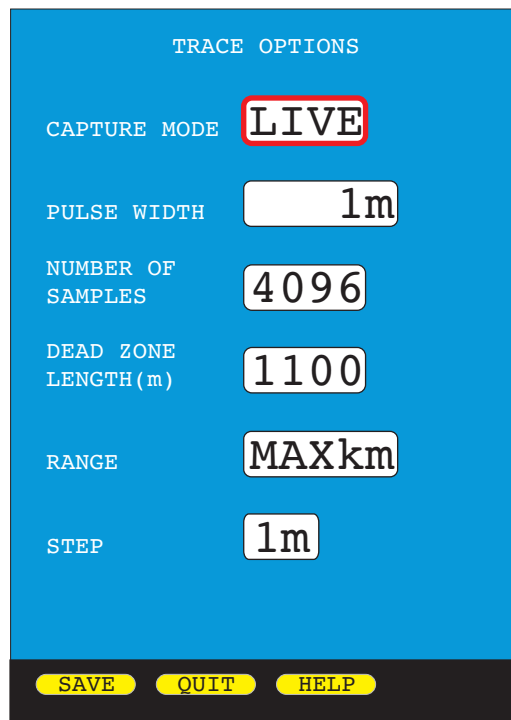 TRACE OPTIONS
CAPTURE MODE LIVE
PULSE WIDTH 1m
NUMBER OF
SAMPLES 4096
DEAD ZONE
LENGTH(m) 1100
RANGE MAXkm
STEP 1m
SAVE QUIT HELP